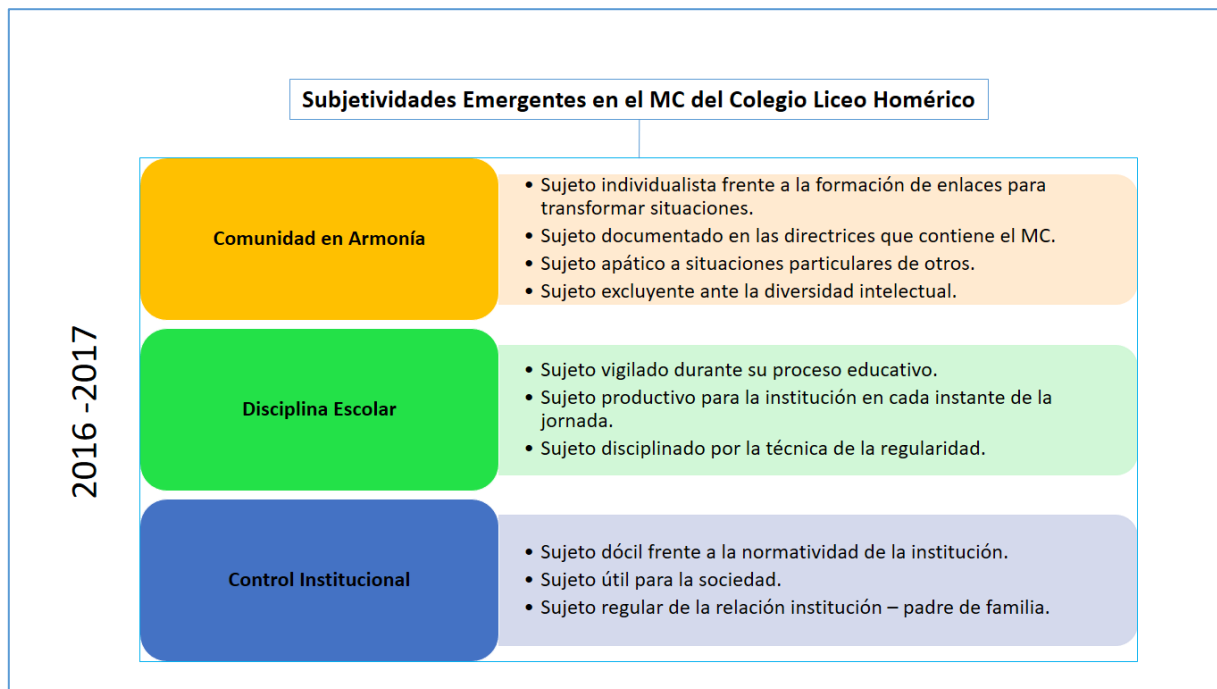 Subjetividades Emergentes en el MC del Colegio Liceo Homérico
2016 -2017
Comunidad en Armonía
• Sujeto individualista frente a la formación de enlaces para
transformar situaciones.
• Sujeto documentado en las directrices que contiene el MC.
• Sujeto apático a situaciones particulares de otros.
• Sujeto excluyente ante la diversidad intelectual.
Disciplina Escolar
• Sujeto vigilado durante su proceso educativo.
• Sujeto productivo para la institución en cada instante de la
jornada.
• Sujeto disciplinado por la técnica de la regularidad.
Control Institucional
• Sujeto dócil frente a la normatividad de la institución.
• Sujeto útil para la sociedad.
• Sujeto regular de la relación institución – padre de familia.